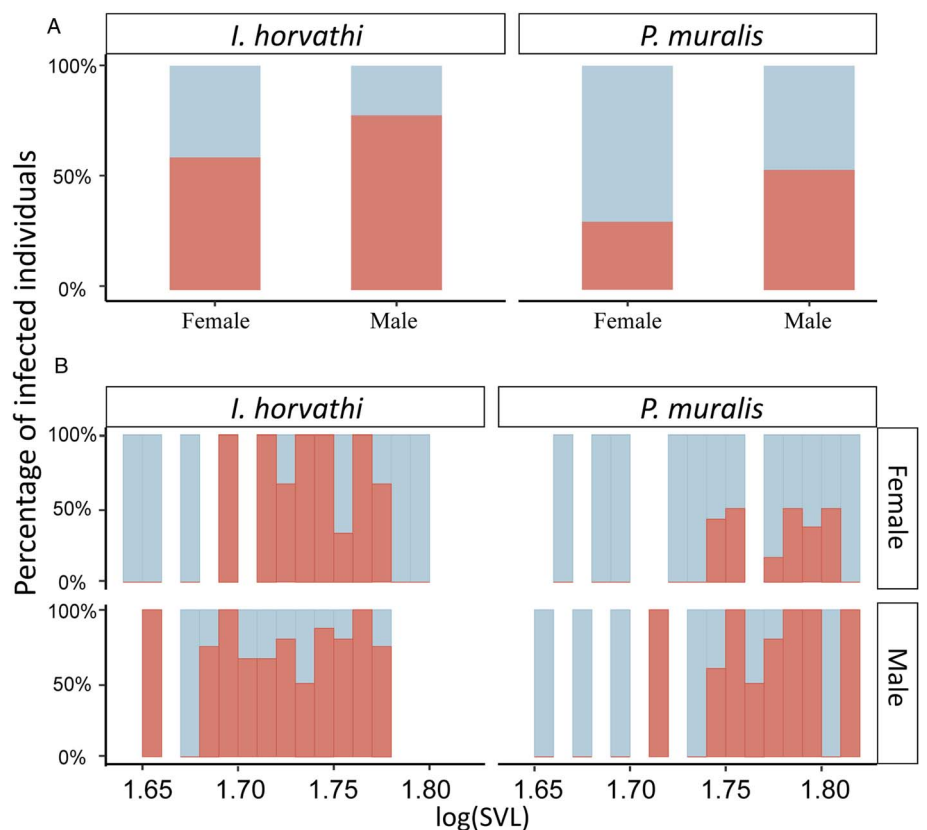 A
I. horvathi
P. muralis
Percentage of infected individuals
100%
50%
0%
Female
Male
Female
Male
B
I. horvathi
P. muralis
100%
50%
0%
Female
100%
50%
0%
Male
1.65
1.70
1.75
1.80
1.65
1.70
1.75
1.80
log(SVL)